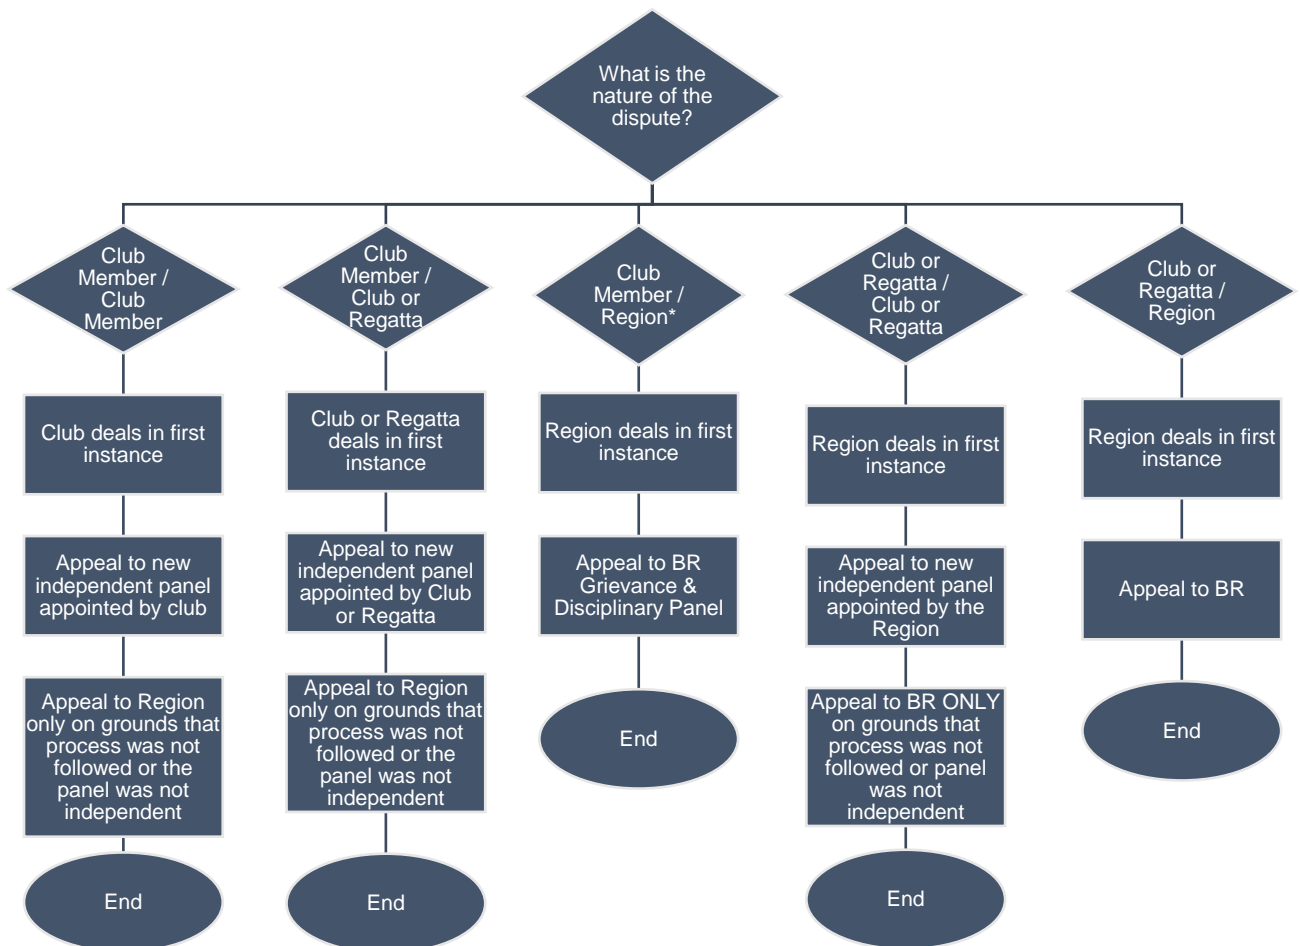 What is the
nature of the
dispute?
Club
Member /
Club
Member
Club
Member /
Club or
Regatta
Club
Member /
Region*
Club or
Regatta /
Club or
Regatta
Club or
Regatta /
Region
Club deals in first
instance
Club or Regatta
deals in first
instance
Region deals in first
instance
Region deals in first
instance
Region deals in first
instance
Appeal to new
independent panel
appointed by club
Appeal to new
independent panel
appointed by Club
or Regatta
Appeal to BR
Grievance &
Disciplinary Panel
Appeal to new
independent panel
appointed by the
Region
Appeal to BR
Appeal to Region
only on grounds that
process was not
followed or the
panel was not
independent
Appeal to Region
only on grounds that
process was not
followed or the
panel was not
independent
End
Appeal to BR ONLY
on grounds that
process was not
followed or panel
was not
independent
End
End
End
End